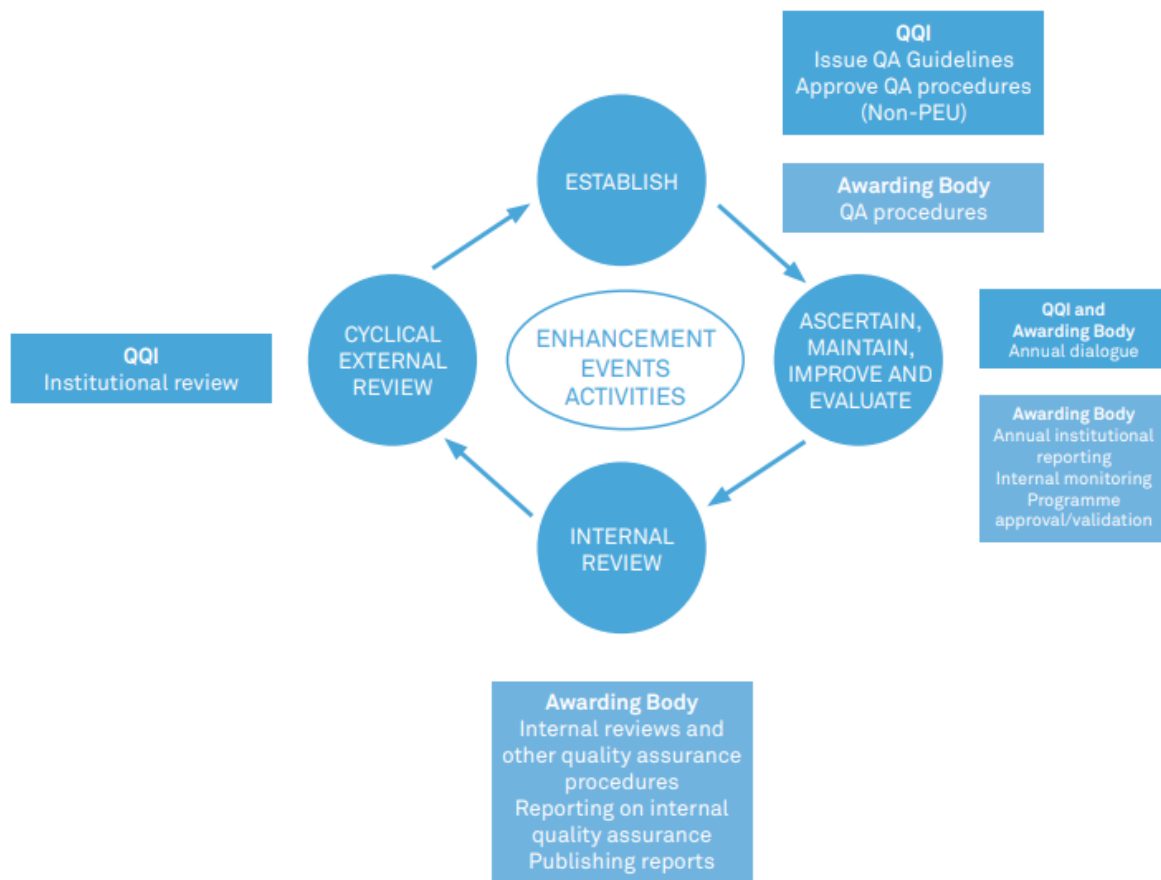 QQI
Issue QA Guidelines
Approve QA procedures
(Non-PEU)
ESTABLISH
Awarding Body
QA procedures
CYCLICAL
EXTERNAL
REVIEW
ENHANCEMENT
EVENTS
ACTIVITIES
ASCERTAIN,
MAINTAIN,
IMPROVE AND
EVALUATE
QQI and
Awarding Body
Annual dialogue
QQI
Institutional review
Awarding Body
Annual institutional
reporting
Internal monitoring
Programme
approval/validation
INTERNAL
REVIEW
Awarding Body
Internal reviews and
other quality assurance
procedures
Reporting on internal
quality assurance
Publishing reports